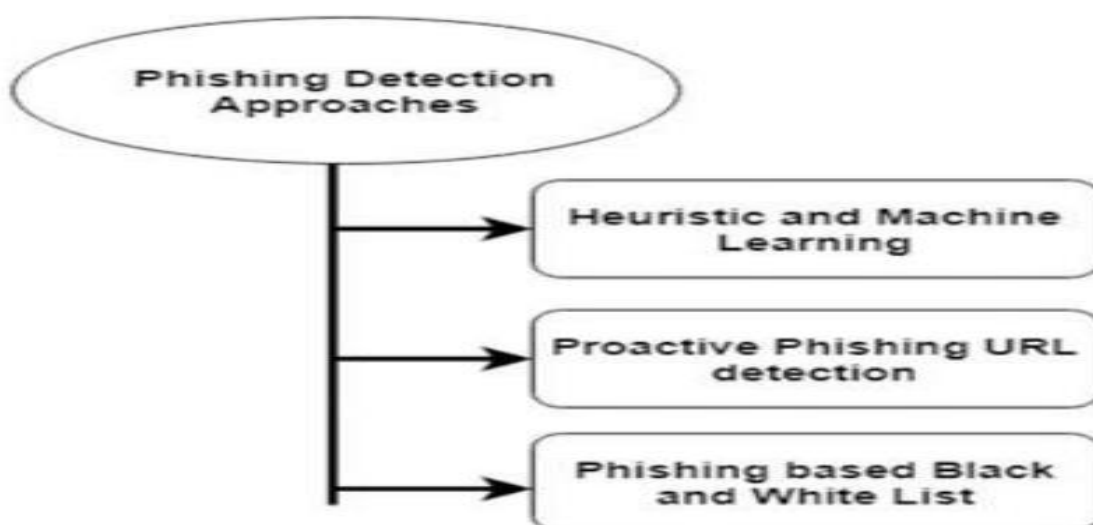 Phishing Detection
Approaches
Heuristic and Machine
Learning
Proactive Phishing URL
detection
Phishing based Black
and White List